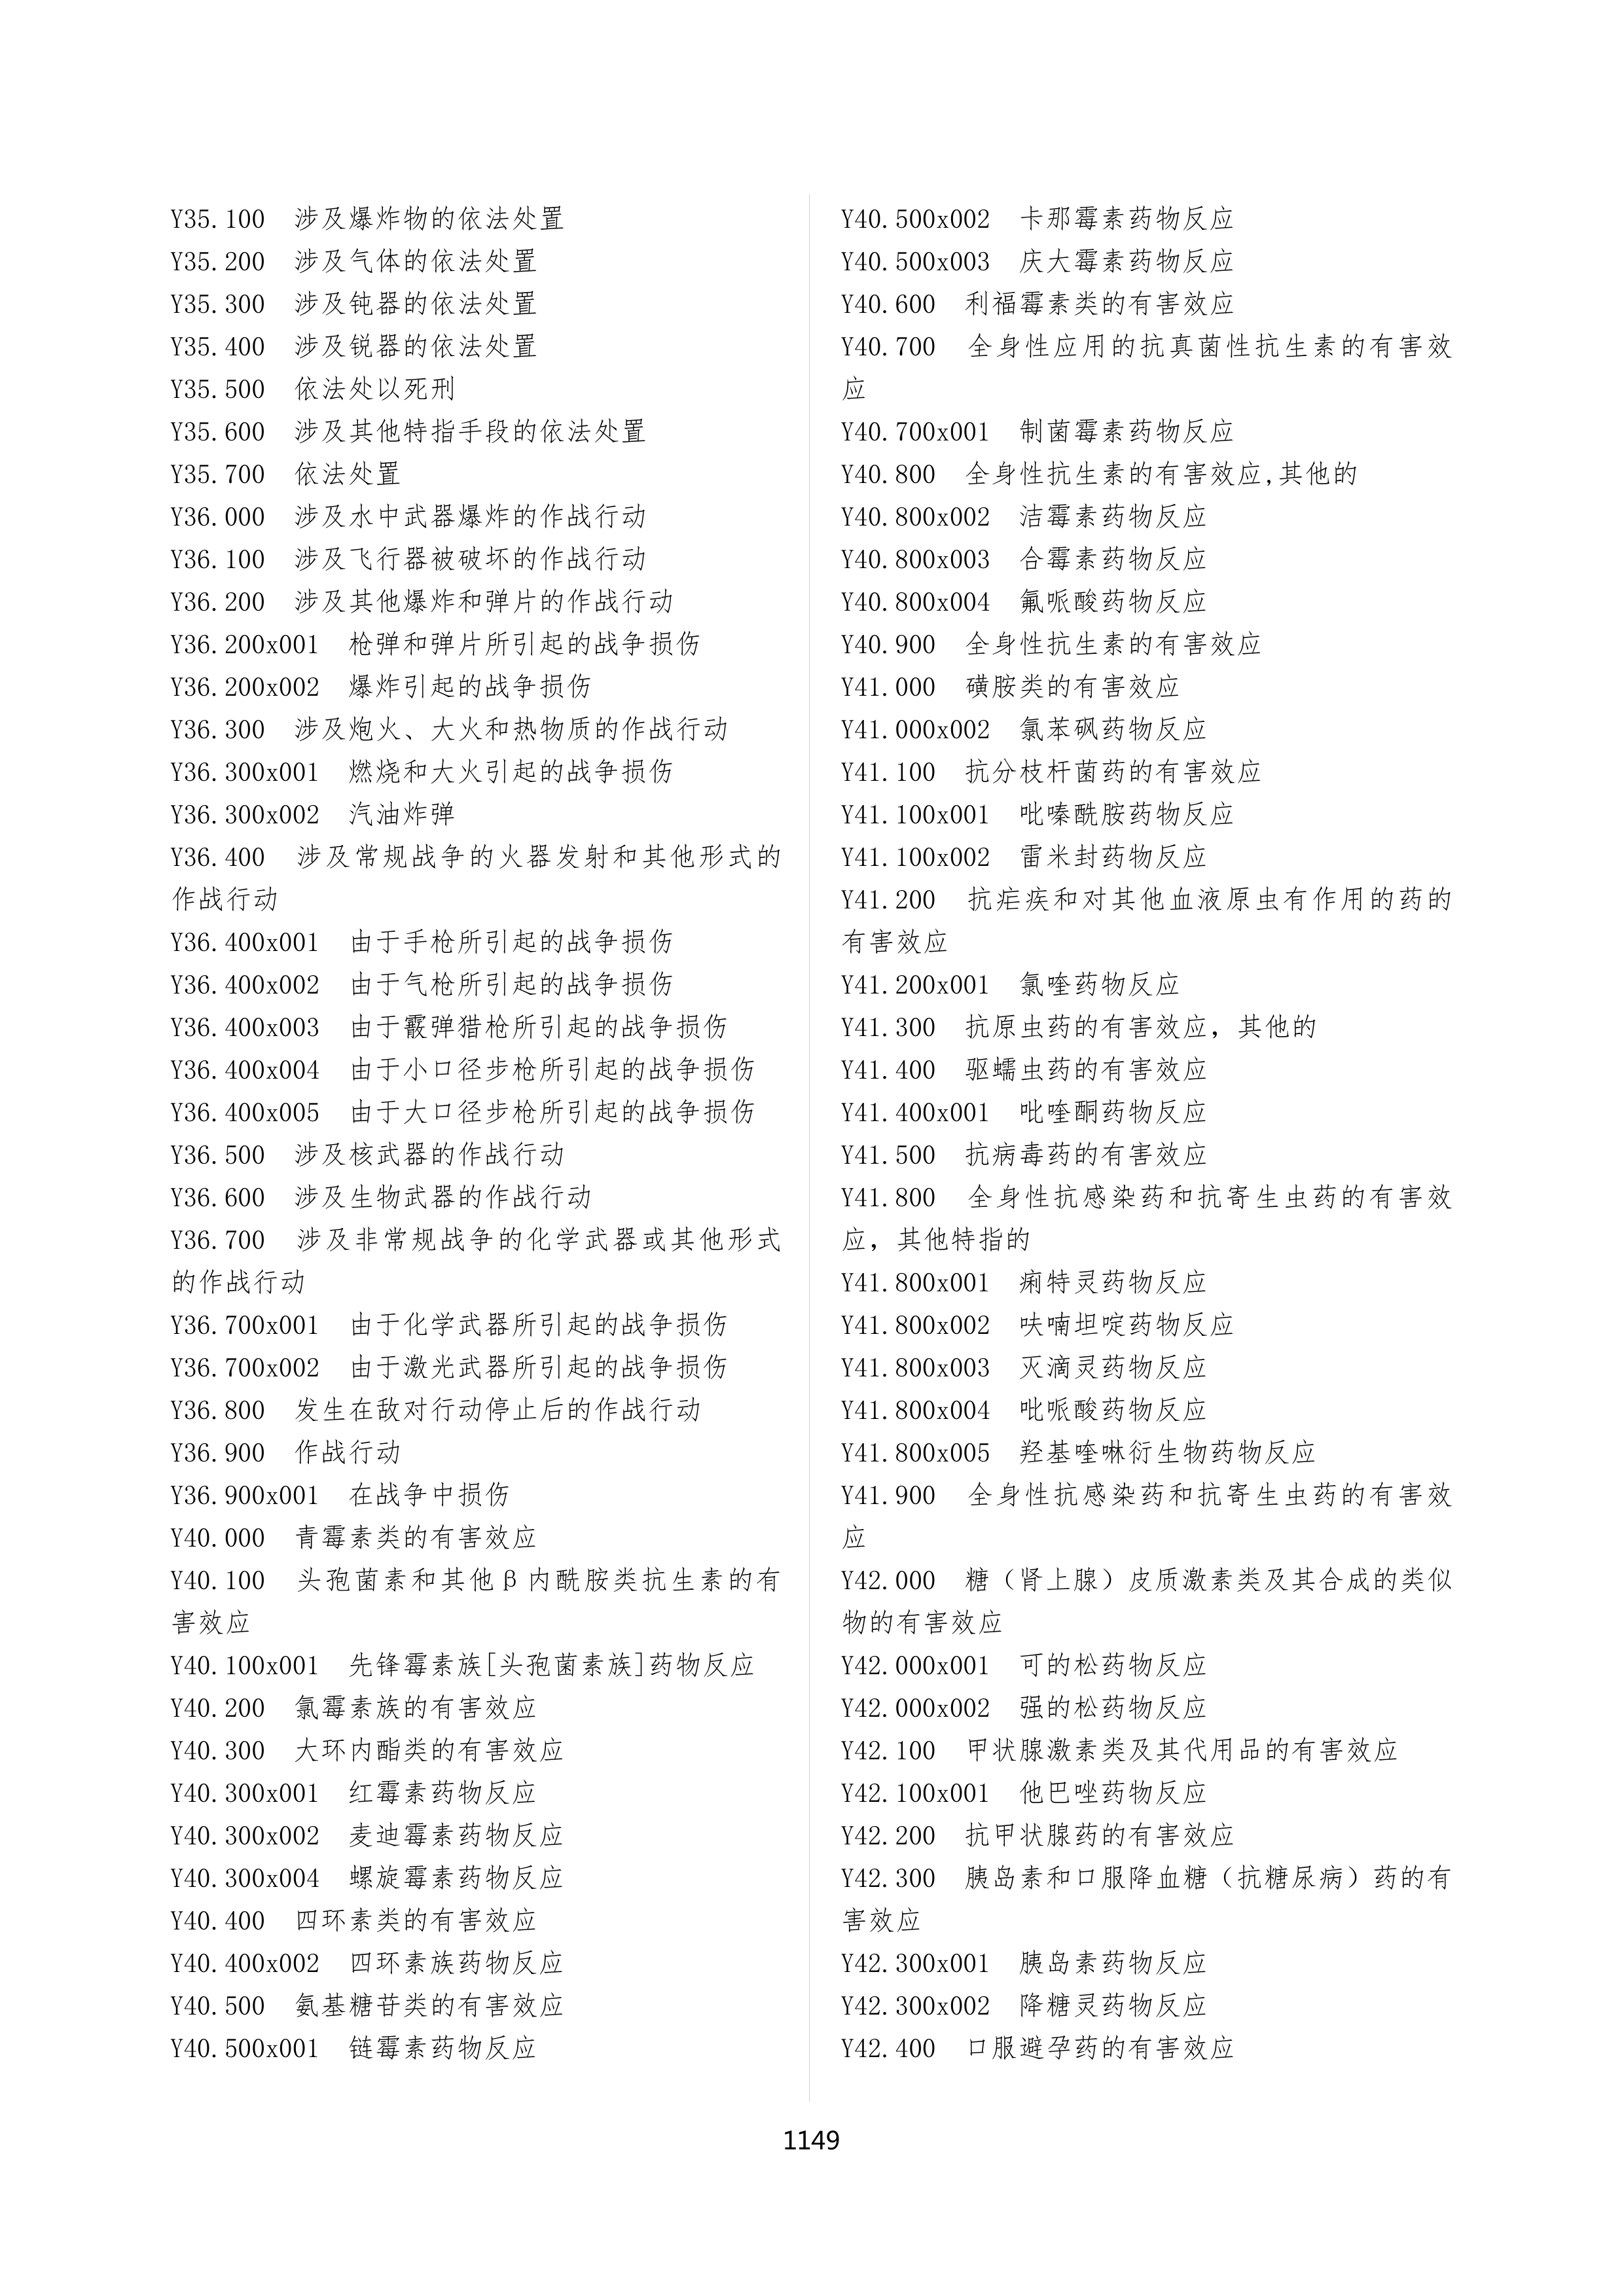 Y35.100 涉及爆炸物的依法处置
Y35.200 涉及气体的依法处置
Y35.300 涉及钝器的依法处置
Y35.400 涉及锐器的依法处置
Y35.500 依法处以死刑
Y35.600 涉及其他特指手段的依法处置
Y35.700 依法处置
Y36.000 涉及水中武器爆炸的作战行动
Y36.100 涉及飞行器被破坏的作战行动
Y36.200 涉及其他爆炸和弹片的作战行动
Y36.200x001 枪弹和弹片所引起的战争损伤
Y36.200x002 爆炸引起的战争损伤
Y36.300 涉及炮火、大火和热物质的作战行动
Y36.300x001 燃烧和大火引起的战争损伤
Y36.300x002 汽油炸弹
Y36.400 涉及常规战争的火器发射和其他形式的
作战行动
Y36.400x001 由于手枪所引起的战争损伤
Y36.400x002 由于气枪所引起的战争损伤
Y36.400x003 由于霰弹猎枪所引起的战争损伤
Y36.400x004 由于小口径步枪所引起的战争损伤
Y36.400x005 由于大口径步枪所引起的战争损伤
Y36.500 涉及核武器的作战行动
Y36.600 涉及生物武器的作战行动
Y36.700 涉及非常规战争的化学武器或其他形式
的作战行动
Y36.700x001 由于化学武器所引起的战争损伤
Y36.700x002 由于激光武器所引起的战争损伤
Y36.800 发生在敌对行动停止后的作战行动
Y36.900 作战行动
Y36.900x001 在战争中损伤
Y40.000 青霉素类的有害效应
Y40.100 头孢菌素和其他β内酰胺类抗生素的有
害效应
Y40.100x001 先锋霉素族[头孢菌素族]药物反应
Y40.200 氯霉素族的有害效应
Y40.300 大环内酯类的有害效应
Y40.300x001 红霉素药物反应
Y40.300x002 麦迪霉素药物反应
Y40.300x004 螺旋霉素药物反应
Y40.400 四环素类的有害效应
Y40.400x002 四环素族药物反应
Y40.500 氨基糖苷类的有害效应
Y40.500x001 链霉素药物反应
Y40.500x002 卡那霉素药物反应
Y40.500x003 庆大霉素药物反应
Y40.600 利福霉素类的有害效应
Y40.700 全身性应用的抗真菌性抗生素的有害效
应
Y40.700x001 制菌霉素药物反应
Y40.800 全身性抗生素的有害效应,其他的
Y40.800x002 洁霉素药物反应
Y40.800x003 合霉素药物反应
Y40.800x004 氟哌酸药物反应
Y40.900 全身性抗生素的有害效应
Y41.000 磺胺类的有害效应
Y41.000x002 氯苯砜药物反应
Y41.100 抗分枝杆菌药的有害效应
Y41.100x001 吡嗪酰胺药物反应
Y41.100x002 雷米封药物反应
Y41.200 抗疟疾和对其他血液原虫有作用的药的
有害效应
Y41.200x001 氯喹药物反应
Y41.300 抗原虫药的有害效应，其他的
Y41.400 驱蠕虫药的有害效应
Y41.400x001 吡喹酮药物反应
Y41.500 抗病毒药的有害效应
Y41.800 全身性抗感染药和抗寄生虫药的有害效
应，其他特指的
Y41.800x001 痢特灵药物反应
Y41.800x002 呋喃坦啶药物反应
Y41.800x003 灭滴灵药物反应
Y41.800x004 吡哌酸药物反应
Y41.800x005 羟基喹啉衍生物药物反应
Y41.900 全身性抗感染药和抗寄生虫药的有害效
应
Y42.000 糖（肾上腺）皮质激素类及其合成的类似
物的有害效应
Y42.000x001 可的松药物反应
Y42.000x002 强的松药物反应
Y42.100 甲状腺激素类及其代用品的有害效应
Y42.100x001 他巴唑药物反应
Y42.200 抗甲状腺药的有害效应
Y42.300 胰岛素和口服降血糖（抗糖尿病）药的有
害效应
Y42.300x001 胰岛素药物反应
Y42.300x002 降糖灵药物反应
Y42.400 口服避孕药的有害效应
1149